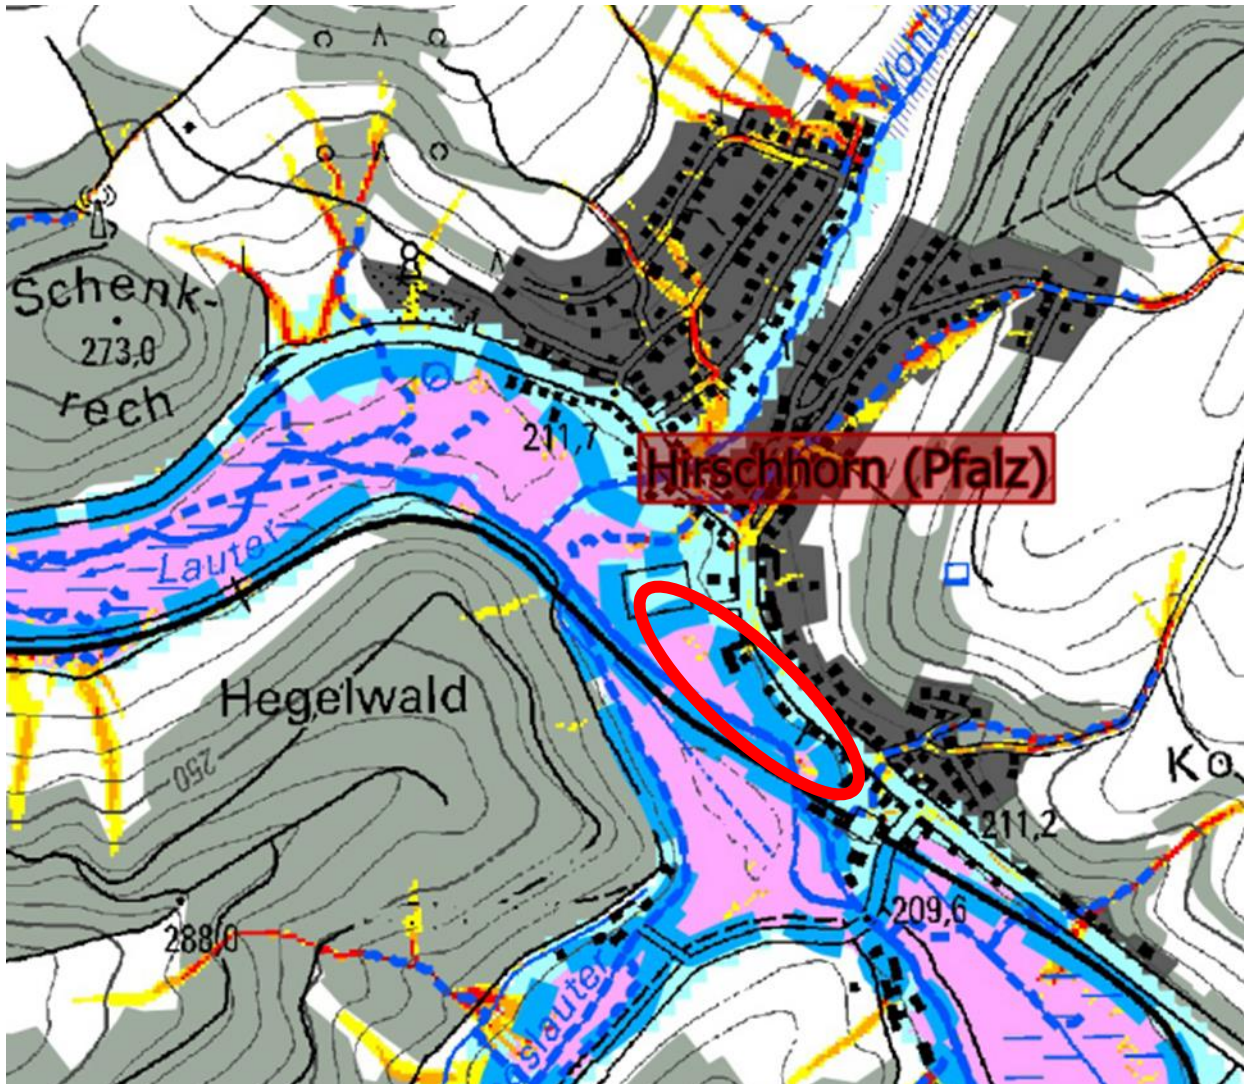 Schenk-
273,0
rech
211,7
Hirschhorn (Pfalz)
Lauter
Hegelwald
250
Ko
211,2
288,0
209,6